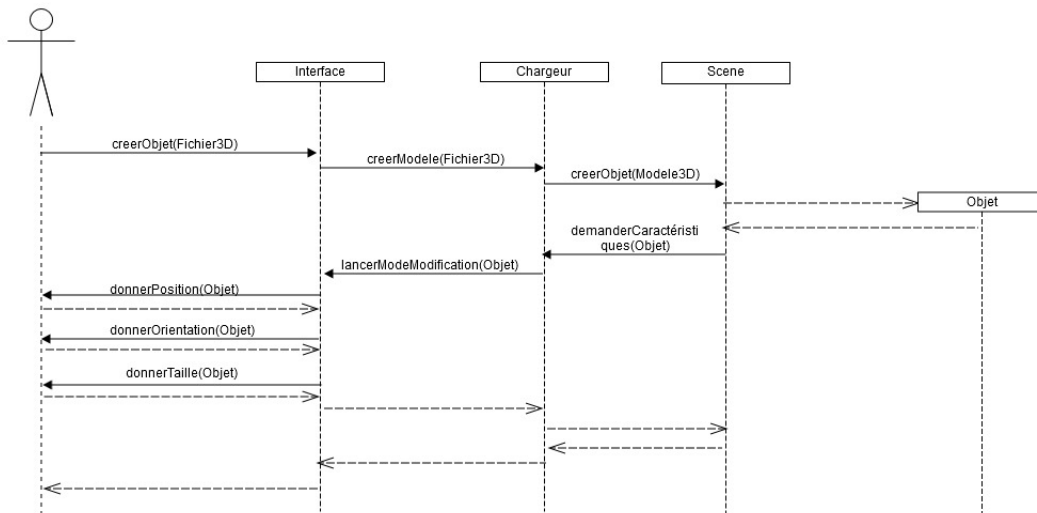 Interface
Chargeur
Scene
creerObjet(Fichier3D)
creerModele(Fichier3D)
creerObjet(Modele3D)
Objet
demanderCaractéristi
ques(Objet)
lancerModeModification(Objet)
donnerPosition(Objet)
donnerOrientation(Objet)
donnerTaille(Objet)